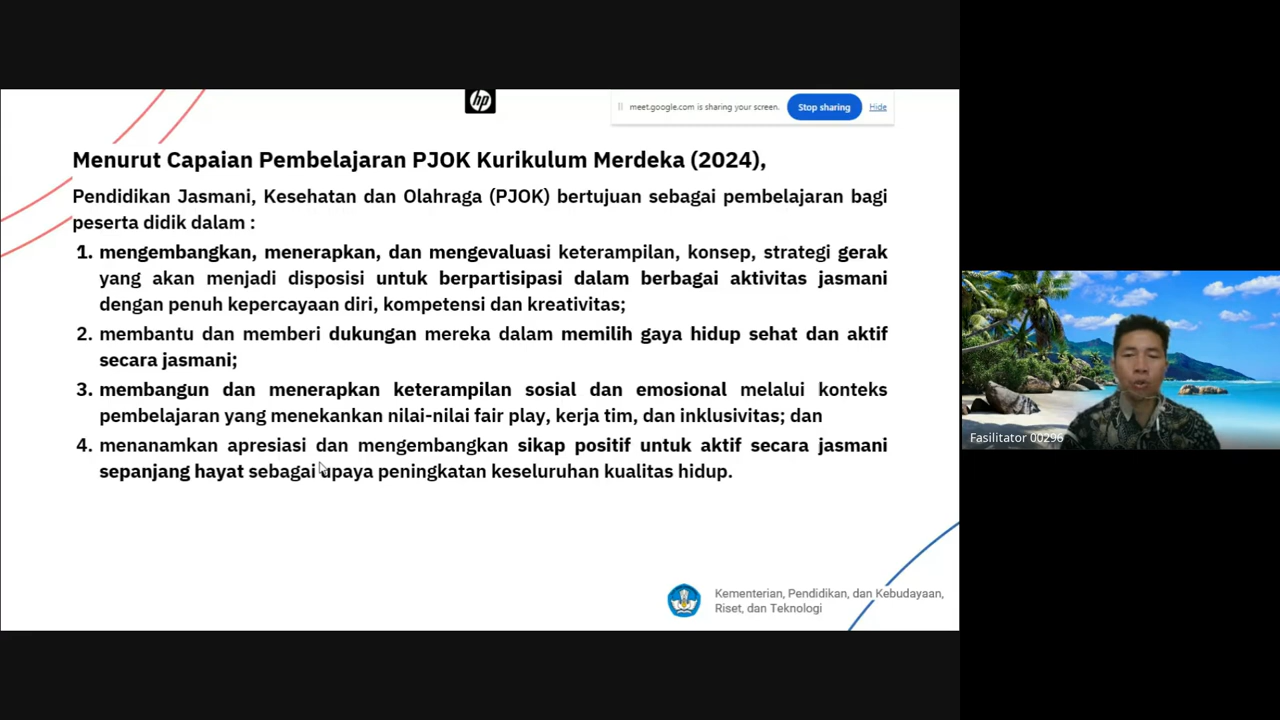 hp
meet.google.com is sharing your screen.
Stop sharing
Hide
Menurut Capaian Pembelajaran PJOK Kurikulum Merdeka (2024),
Pendidikan Jasmani, Kesehatan dan Olahraga (PJOK) bertujuan sebagai pembelajaran bagi
peserta didik dalam :
1. mengembangkan, menerapkan, dan mengevaluasi keterampilan, konsep, strategi gerak
yang akan menjadi disposisi untuk berpartisipasi dalam berbagai aktivitas jasmani
dengan penuh kepercayaan diri, kompetensi dan kreativitas;
2. membantu dan memberi dukungan mereka dalam memilih gaya hidup sehat dan aktif
secara jasmani;
3. membangun dan menerapkan keterampilan sosial dan emosional melalui konteks
pembelajaran yang menekankan nilai-nilai fair play, kerja tim, dan inklusivitas; dan
4. menanamkan apresiasi dan mengembangkan sikap positif untuk aktif secara jasmani
sepanjang hayat sebagai upaya peningkatan keseluruhan kualitas hidup.
Kementerian, Pendidikan, dan Kebudayaan,
Riset, dan Teknologi
Fasilitator 00296